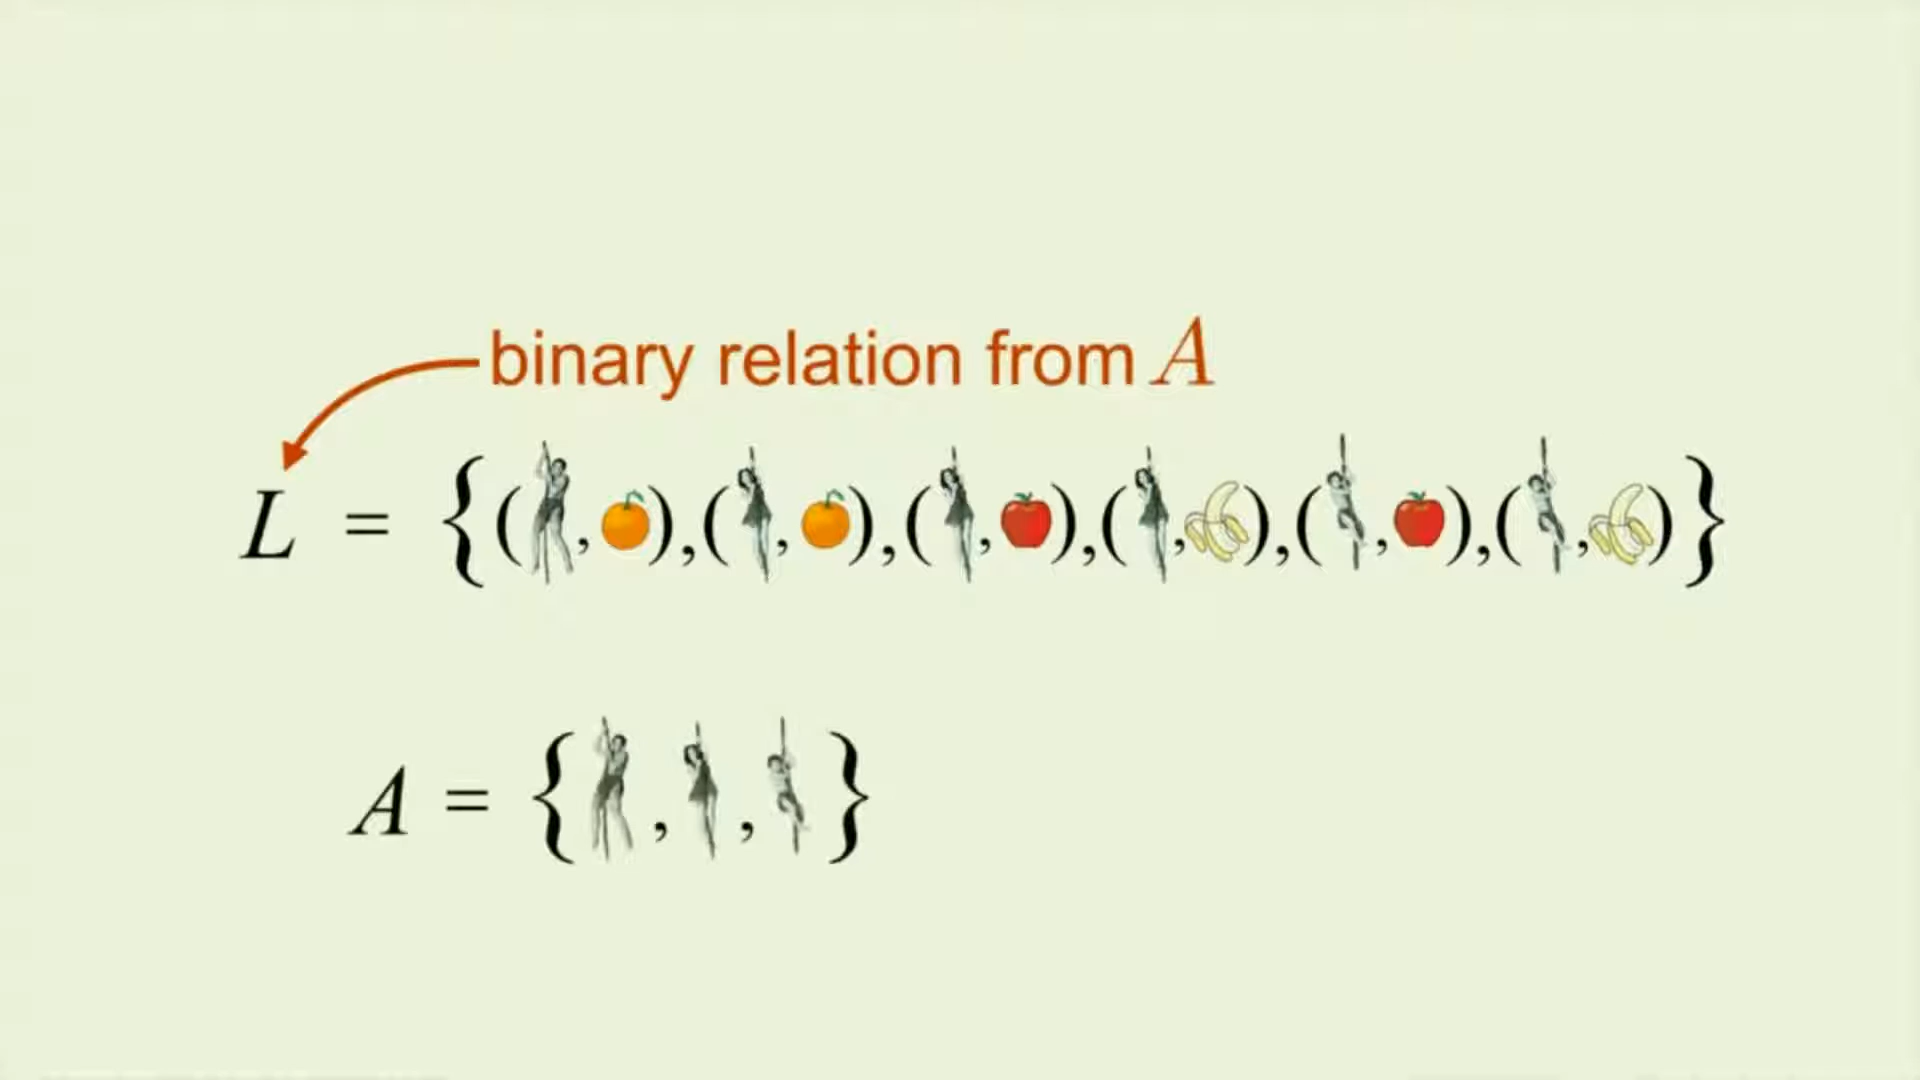 binary relation from A
L = {( , ),( , ),( , ),( , ),( , ),( , )}
A = { , , }